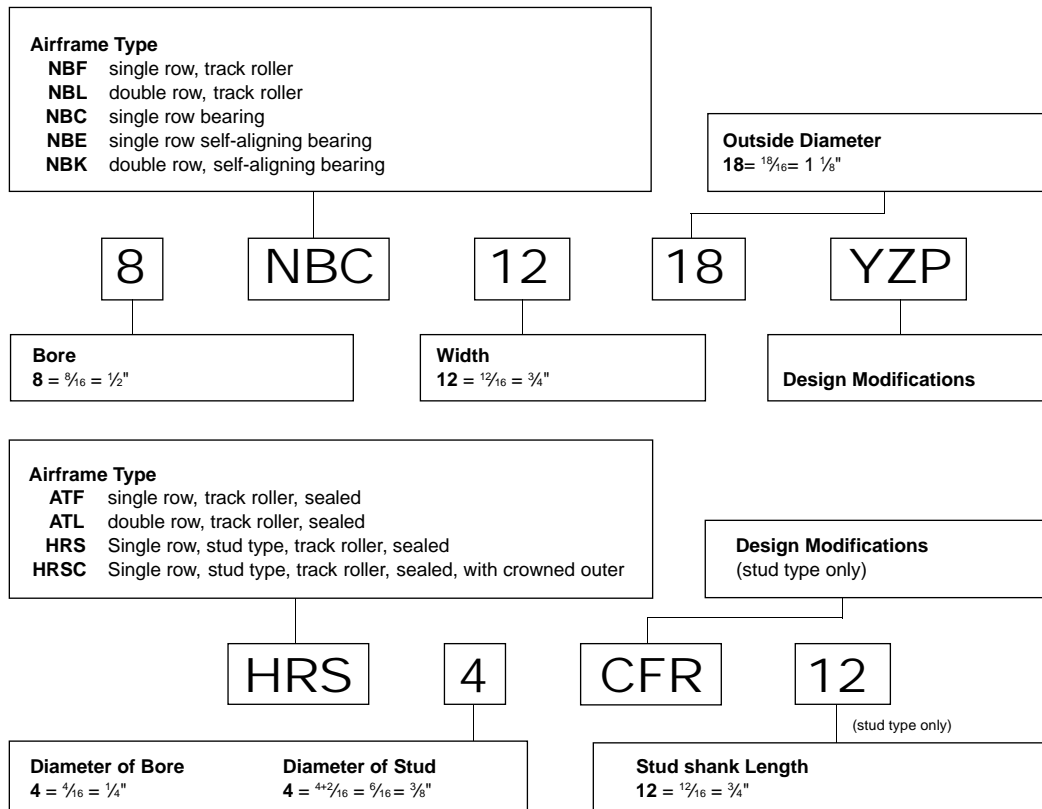 Airframe Type
NBF single row, track roller
NBL double row, track roller
NBC single row bearing
NBE single row self-aligning bearing
NBK double row, self-aligning bearing
Outside Diameter
18= 18/16= 1 1/8"
8 NBC 12 18 YZP
Bore
8 = 8/16 = 1/2"
Width
12 = 12/16 = 3/4"
Design Modifications
Airframe Type
ATF single row, track roller, sealed
ATL double row, track roller, sealed
HRS Single row, stud type, track roller, sealed
HRSC Single row, stud type, track roller, sealed, with crowned outer
Design Modifications
(stud type only)
HRS 4 CFR 12
(stud type only)
Diameter of Bore
4 = 4/16 = 1/4"
Diameter of Stud
4 = 4+2/16 = 6/16 = 3/8"
Stud shank Length
12 = 12/16 = 3/4"